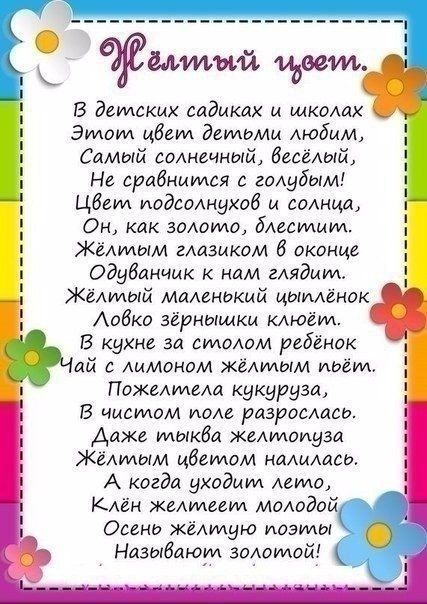 Жёлтый цвет.
В детских садиках и школах
Этот цвет детьми любим,
Самый солнечный, весёлый,
Не сравнится с голубым!
Цвет подсолнухов и солнца,
Он, как золото, блестит.
Жёлтым глазиком в оконце
Одуванчик к нам глядит.
Жёлтый маленький цыплёнок
Ловко зёрнышки клюёт.
В кухне за столом ребёнок
Чай с лимоном жёлтым пьёт.
Пожелтела кукуруза,
В чистом поле разрослась.
Даже тыква желтопуза
Жёлтым цветом налилась.
А когда уходит лето,
Клён желтеет молодой
Осень жёлтую поэты
Называют золотой!